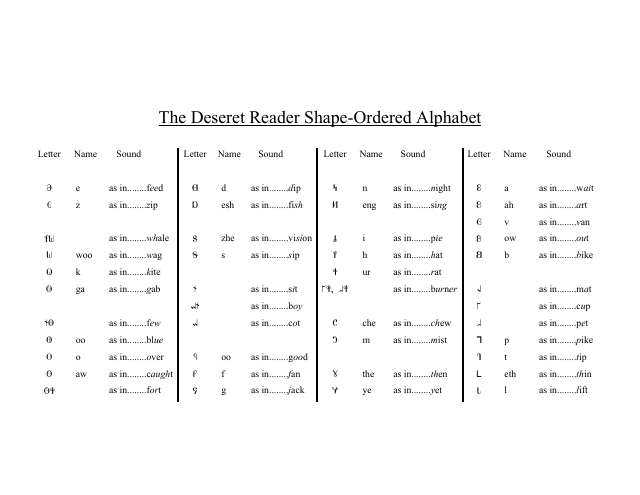 The Deseret Reader Shape-Ordered Alphabet
Letter Name Sound Letter Name Sound Letter Name Sound Letter Name Sound
𐐨 e as in........feed 𐐼 d as in........dip 𐑌 n as in........night 𐐩 a as in........wait
𐑆 z as in........zip 𐑇 esh as in........fish 𐑍 eng as in........sing 𐐪 ah as in........art
𐑂 v as in........van
𐐸𐐶 as in........whale 𐑈 zhe as in........vision 𐐴 i as in........pie 𐐵 ow as in........out
𐐶 woo as in........wag 𐑅 s as in........sip 𐐸 h as in........hat 𐐺 b as in........bike
𐐿 k as in........kite 𐑉 ur as in........rat
𐑀 ga as in........gab 𐐮 as in........sit 𐐲𐑉, 𐐯𐑉 as in........burner 𐐰 as in........mat
𐐱𐐮 as in........boy 𐐲 as in........cup
𐐮𐐭 as in........few 𐐱 as in........cot 𐐽 che as in........chew 𐐯 as in........pet
𐐭 oo as in........blue 𐑋 m as in........mist 𐐹 p as in........pike
𐐬 o as in........over 𐐳 oo as in........good 𐐻 t as in........tip
𐐫 aw as in........caught 𐑁 f as in........fan 𐑄 the as in........then 𐑃 eth as in........thin
𐐫𐑉 as in........fort 𐐾 g as in........jack 𐐷 ye as in........yet 𐑊 l as in........lift